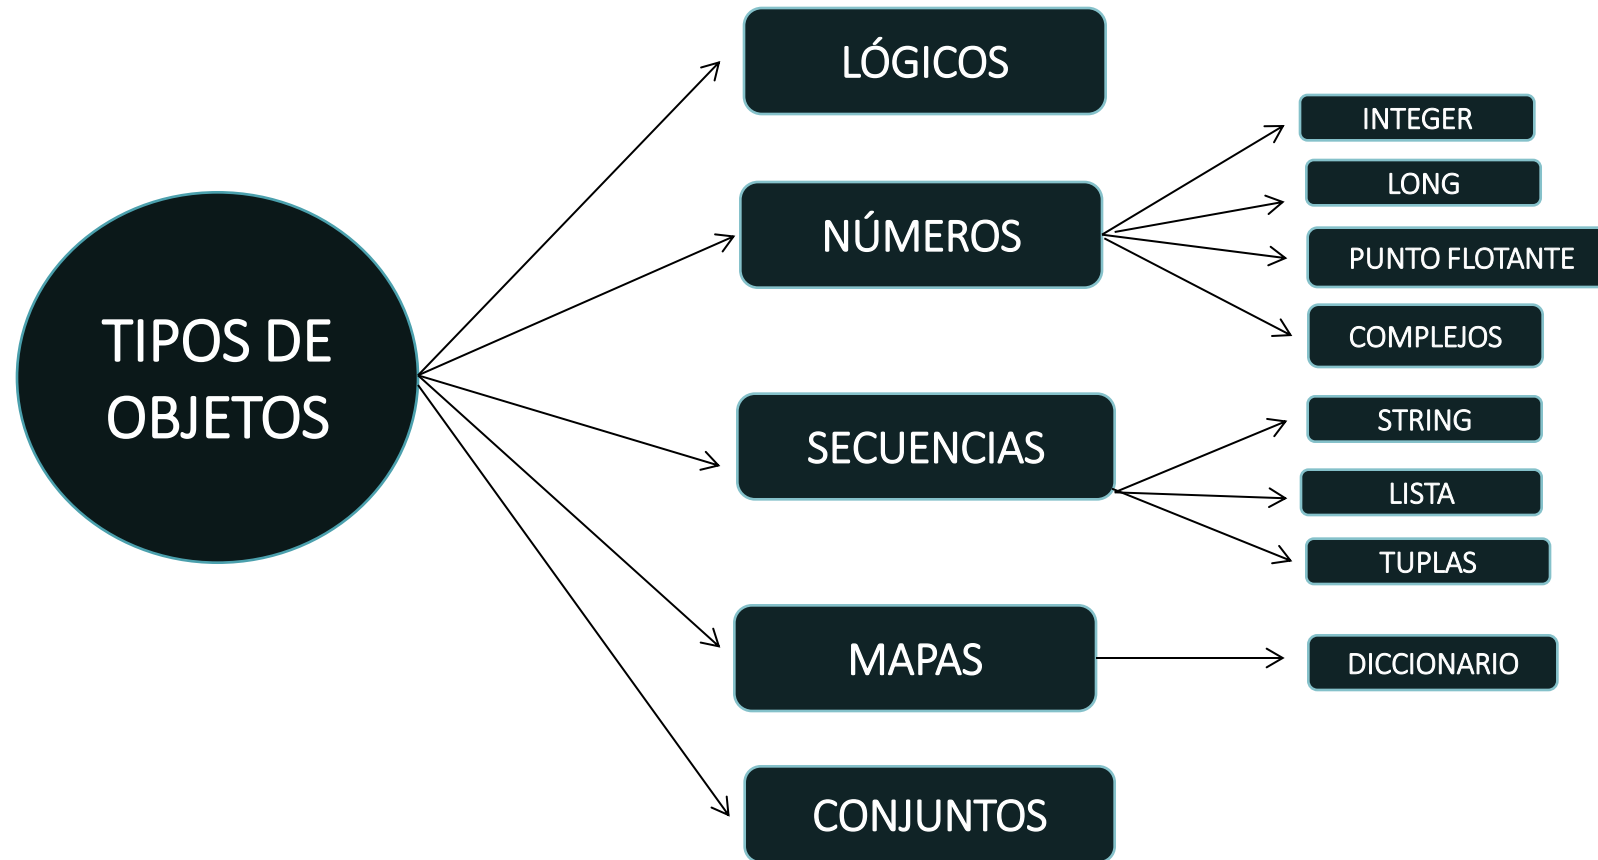 TIPOS DE
OBJETOS
LÓGICOS
NÚMEROS
INTEGER
LONG
PUNTO FLOTANTE
COMPLEJOS
SECUENCIAS
STRING
LISTA
TUPLAS
MAPAS
DICCIONARIO
CONJUNTOS